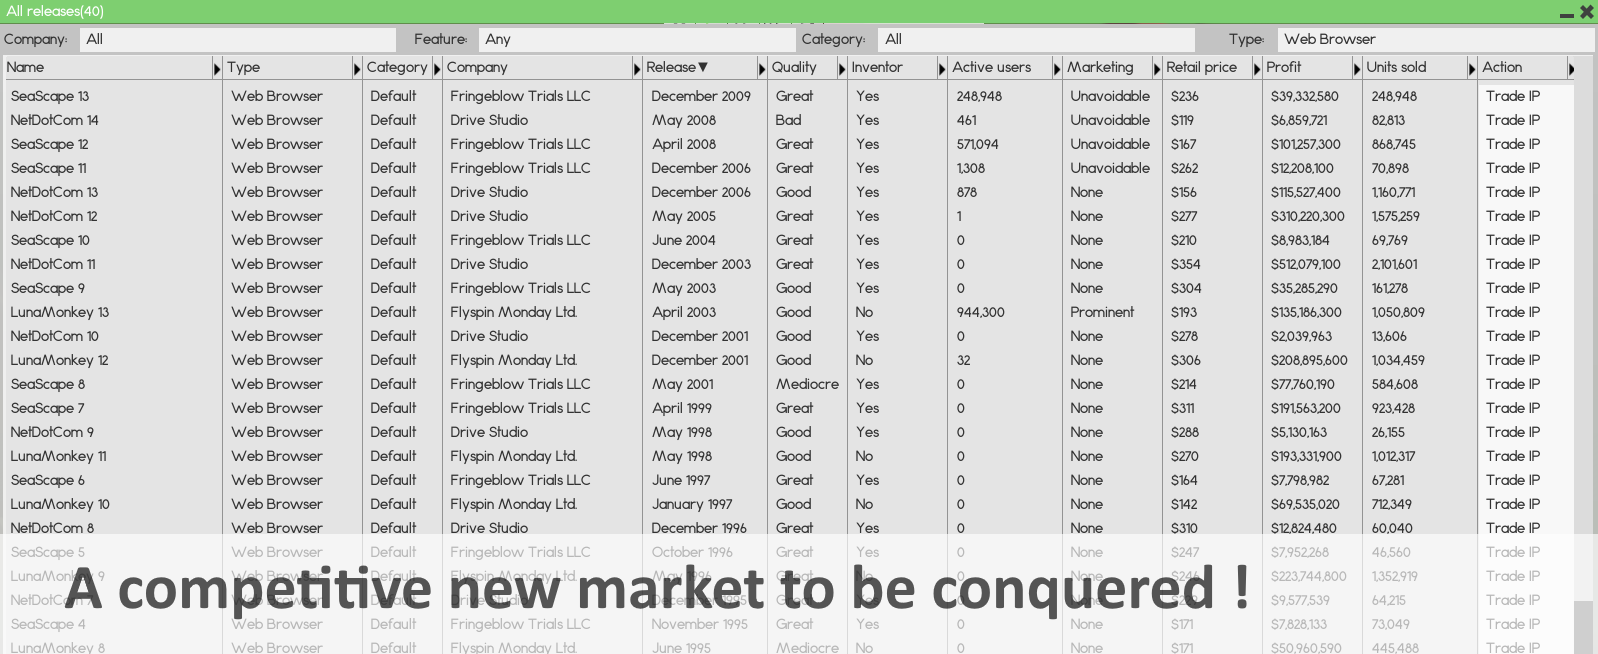 All releases(40)
Company: All Feature: Any Category: All Type: Web Browser
Name Type Category Company Release▼ Quality Inventor Active users Marketing Retail price Profit Units sold Action
SeaScape 13 Web Browser Default Fringeblow Trials LLC December 2009 Great Yes 248,948 Unavoidable $236 $39,332,580 248,948 Trade IP
NetDotCom 14 Web Browser Default Drive Studio May 2008 Bad Yes 461 Unavoidable $119 $6,859,721 82,813 Trade IP
SeaScape 12 Web Browser Default Fringeblow Trials LLC April 2008 Great Yes 571,094 Unavoidable $167 $101,257,300 868,745 Trade IP
SeaScape 11 Web Browser Default Fringeblow Trials LLC December 2006 Great Yes 1,308 Unavoidable $262 $12,208,100 70,898 Trade IP
NetDotCom 13 Web Browser Default Drive Studio December 2006 Good Yes 878 None $156 $115,527,400 1,160,771 Trade IP
NetDotCom 12 Web Browser Default Drive Studio May 2005 Great Yes 1 None $277 $310,220,300 1,575,259 Trade IP
SeaScape 10 Web Browser Default Fringeblow Trials LLC June 2004 Great Yes 0 None $210 $8,983,184 69,769 Trade IP
NetDotCom 11 Web Browser Default Drive Studio December 2003 Great Yes 0 None $354 $512,079,100 2,101,601 Trade IP
SeaScape 9 Web Browser Default Fringeblow Trials LLC May 2003 Good Yes 0 None $304 $35,285,290 161,278 Trade IP
LunaMonkey 13 Web Browser Default Flyspin Monday Ltd. April 2003 Good No 944,300 Prominent $193 $135,186,300 1,050,809 Trade IP
NetDotCom 10 Web Browser Default Drive Studio December 2001 Good Yes 0 None $278 $2,039,963 13,606 Trade IP
LunaMonkey 12 Web Browser Default Flyspin Monday Ltd. December 2001 Good No 32 None $306 $208,895,600 1,034,459 Trade IP
SeaScape 8 Web Browser Default Fringeblow Trials LLC May 2001 Mediocre Yes 0 None $214 $77,760,190 584,608 Trade IP
SeaScape 7 Web Browser Default Fringeblow Trials LLC April 1999 Great Yes 0 None $311 $191,563,200 923,428 Trade IP
NetDotCom 9 Web Browser Default Drive Studio May 1998 Good Yes 0 None $288 $5,130,163 26,155 Trade IP
LunaMonkey 11 Web Browser Default Flyspin Monday Ltd. May 1998 Good No 0 None $270 $193,331,900 1,012,317 Trade IP
SeaScape 6 Web Browser Default Fringeblow Trials LLC June 1997 Great Yes 0 None $164 $7,798,982 67,281 Trade IP
LunaMonkey 10 Web Browser Default Flyspin Monday Ltd. January 1997 Good No 0 None $142 $69,535,020 712,349 Trade IP
NetDotCom 8 Web Browser Default Drive Studio December 1996 Great Yes 0 None $310 $12,824,480 60,040 Trade IP
SeaScape 5 Web Browser Default Fringeblow Trials LLC October 1996 Great Yes 0 None $247 $7,952,268 46,560 Trade IP
LunaMonkey 9 Web Browser Default Flyspin Monday Ltd. May 1996 No 0 None $246 $223,744,800 1,352,919 Trade IP
A competitive new market to be conquered !
NetDotCom 7 Web Browser Default Drive Studio December 1995 Yes 0 None $9,577,539 64,215 Trade IP
SeaScape 4 Web Browser Default Fringeblow Trials LLC November 1995 Great Yes 0 None $171 $7,828,133 73,049 Trade IP
LunaMonkey 8 Web Browser Default Flyspin Monday Ltd. June 1995 Mediocre No 0 None $171 $50,960,590 445,488 Trade IP